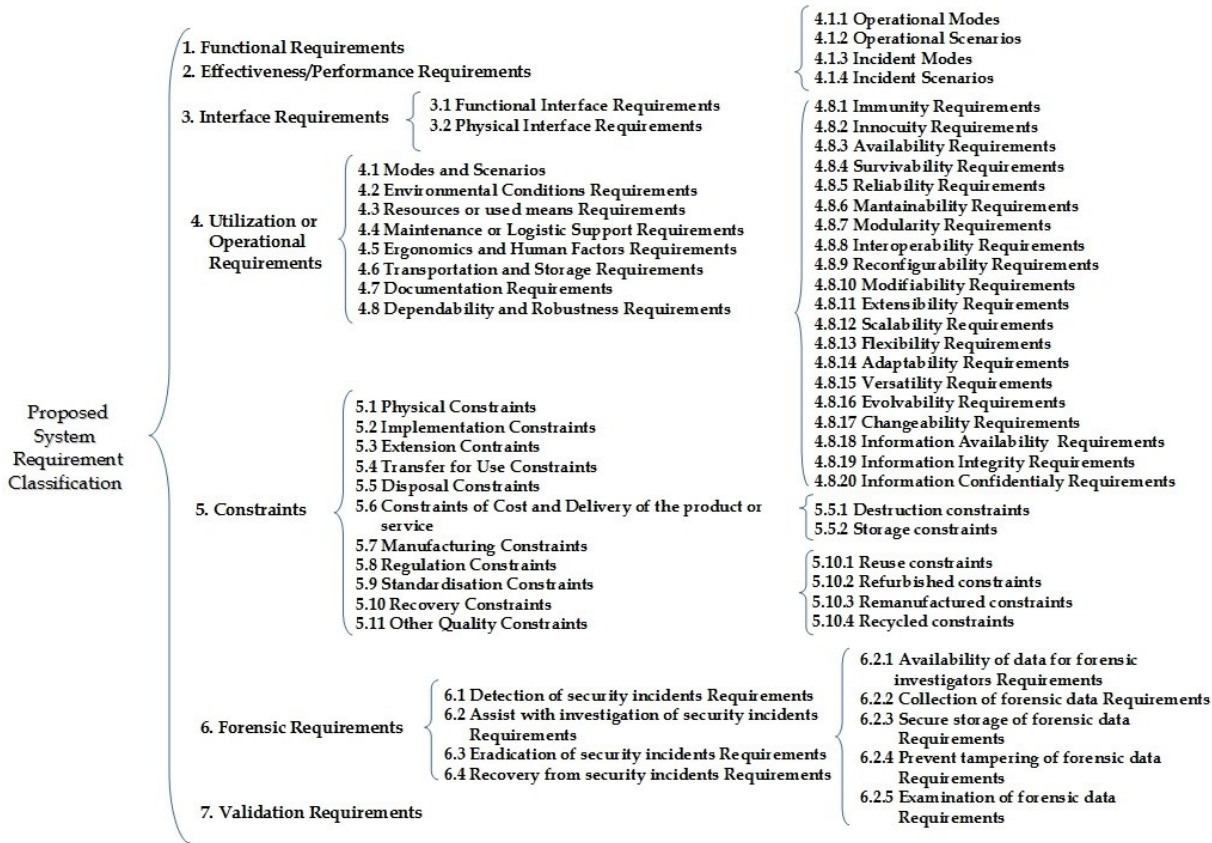 Proposed
System
Requirement
Classification
1. Functional Requirements
2. Effectiveness/Performance Requirements
3. Interface Requirements
3.1 Functional Interface Requirements
3.2 Physical Interface Requirements
4. Utilization or
Operational
Requirements
4.1 Modes and Scenarios
4.2 Environmental Conditions Requirements
4.3 Resources or used means Requirements
4.4 Maintenance or Logistic Support Requirements
4.5 Ergonomics and Human Factors Requirements
4.6 Transportation and Storage Requirements
4.7 Documentation Requirements
4.8 Dependability and Robustness Requirements
4.1.1 Operational Modes
4.1.2 Operational Scenarios
4.1.3 Incident Modes
4.1.4 Incident Scenarios
4.8.1 Immunity Requirements
4.8.2 Innocuity Requirements
4.8.3 Availability Requirements
4.8.4 Survivability Requirements
4.8.5 Reliability Requirements
4.8.6 Mantainability Requirements
4.8.7 Modularity Requirements
4.8.8 Interoperability Requirements
4.8.9 Reconfigurability Requirements
4.8.10 Modifiability Requirements
4.8.11 Extensibility Requirements
4.8.12 Scalability Requirements
4.8.13 Flexibility Requirements
4.8.14 Adaptability Requirements
4.8.15 Versatility Requirements
4.8.16 Evolvability Requirements
4.8.17 Changeability Requirements
4.8.18 Information Availability Requirements
4.8.19 Information Integrity Requirements
4.8.20 Information Confidentialy Requirements
5. Constraints
5.1 Physical Constraints
5.2 Implementation Constraints
5.3 Extension Contraints
5.4 Transfer for Use Constraints
5.5 Disposal Constraints
5.6 Constraints of Cost and Delivery of the product or
service
5.7 Manufacturing Constraints
5.8 Regulation Constraints
5.9 Standardisation Constraints
5.10 Recovery Constraints
5.11 Other Quality Constraints
5.5.1 Destruction constraints
5.5.2 Storage constraints
5.10.1 Reuse constraints
5.10.2 Refurbished constraints
5.10.3 Remanufactured constraints
5.10.4 Recycled constraints
6. Forensic Requirements
6.1 Detection of security incidents Requirements
6.2 Assist with investigation of security incidents
Requirements
6.3 Eradication of security incidents Requirements
6.4 Recovery from security incidents Requirements
6.2.1 Availability of data for forensic
investigators Requirements
6.2.2 Collection of forensic data Requirements
6.2.3 Secure storage of forensic data
Requirements
6.2.4 Prevent tampering of forensic data
Requirements
6.2.5 Examination of forensic data
Requirements
7. Validation Requirements